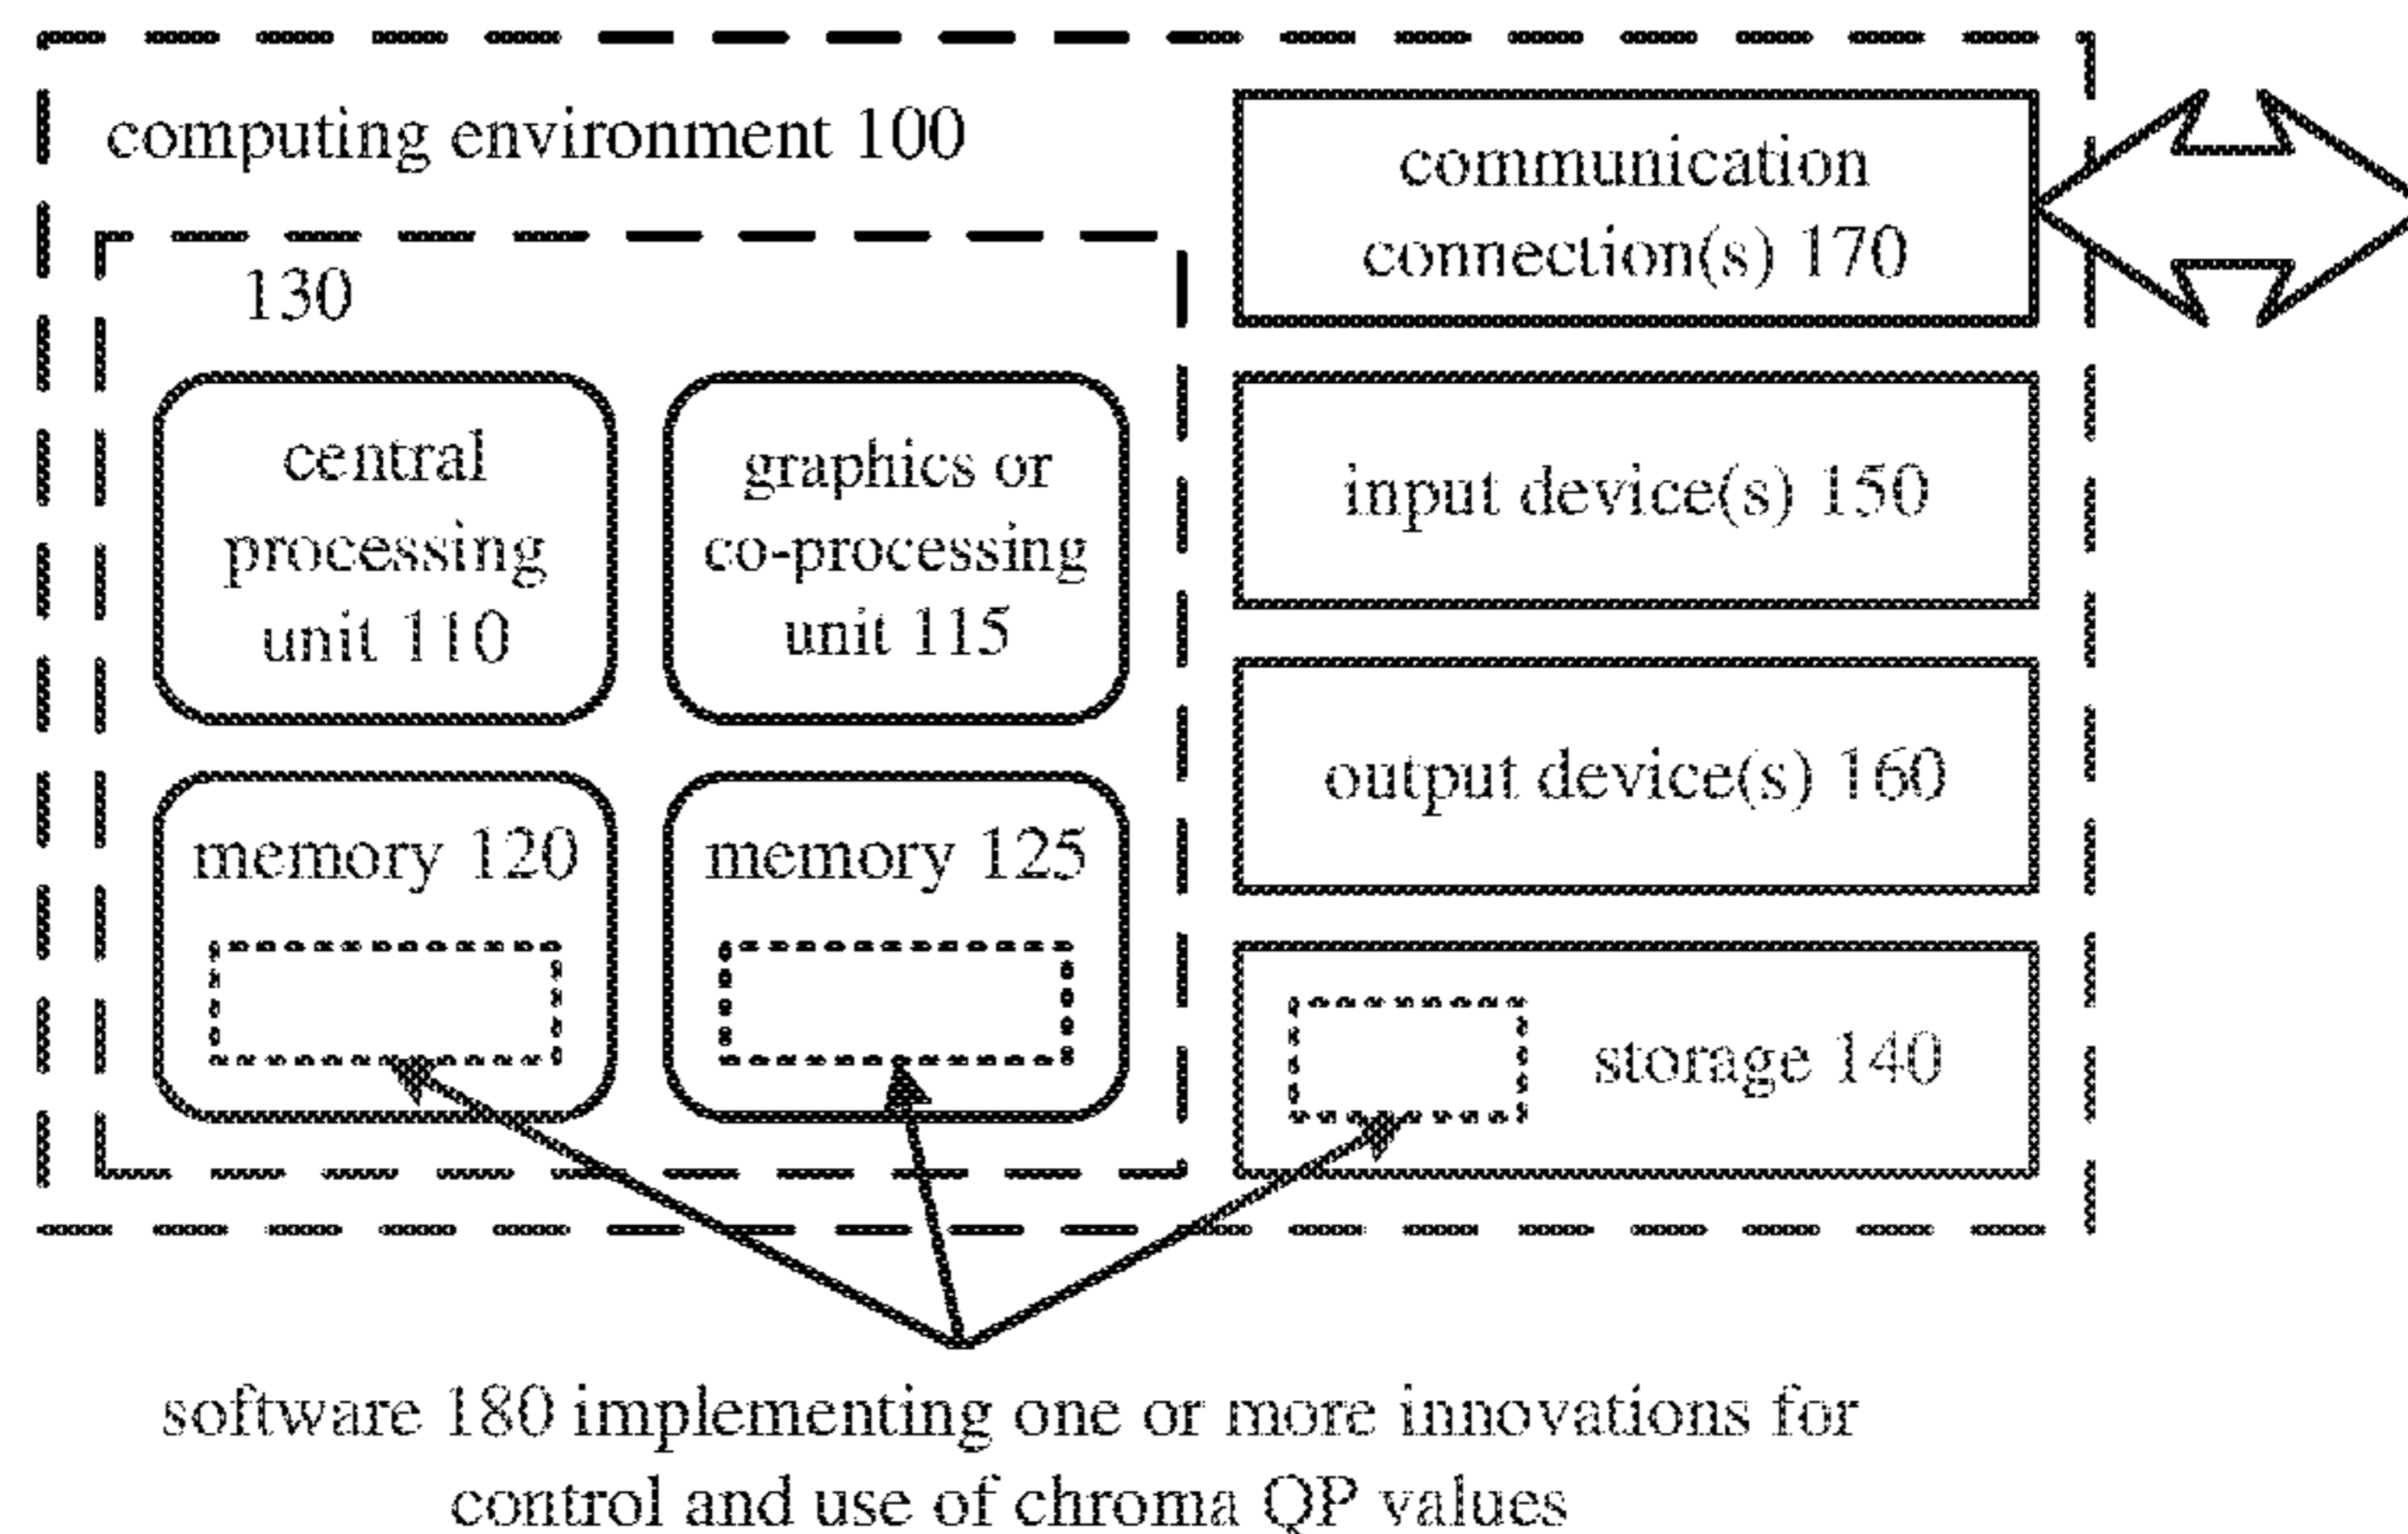 computing environment 100
130
central
processing
unit 110
graphics or
co-processing
unit 115
memory 120
memory 125
communication
connection(s) 170
input device(s) 150
output device(s) 160
storage 140
software 180 implementing one or more innovations for
control and use of chroma QP values